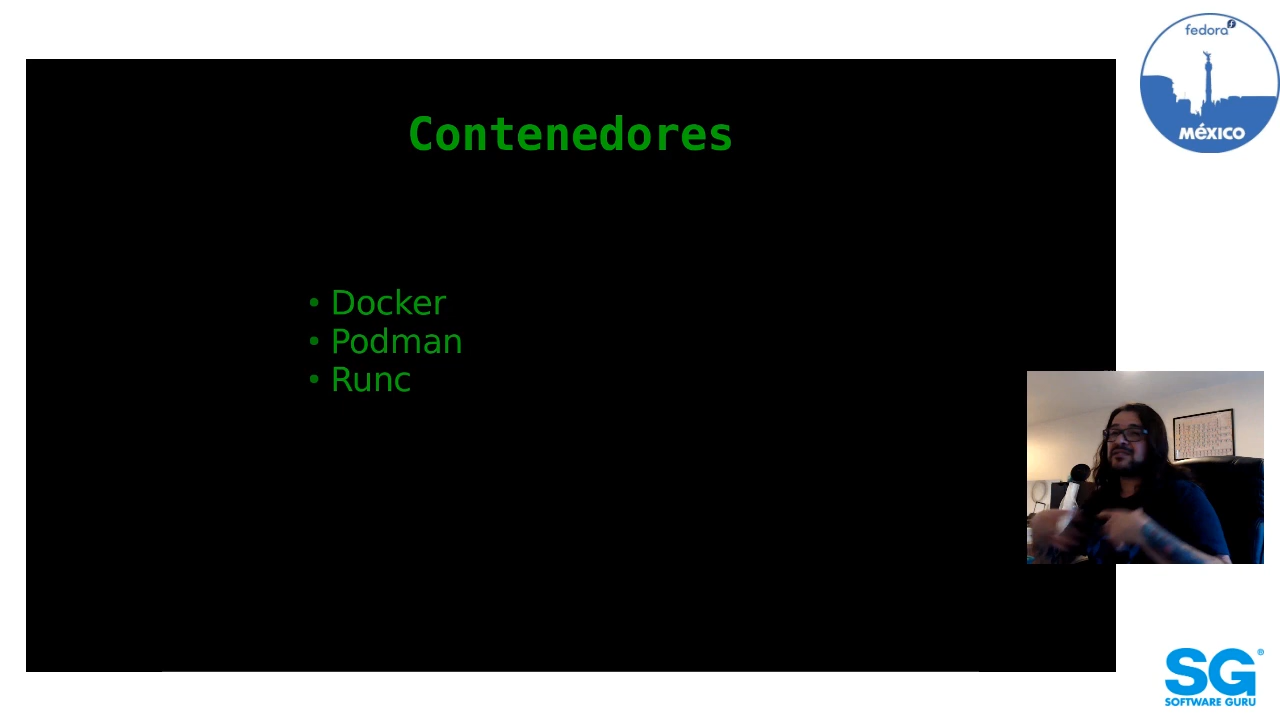 fedora
MéXICO
Contenedores
• Docker
• Podman
• Runc
SG®
SOFTWARE GURU